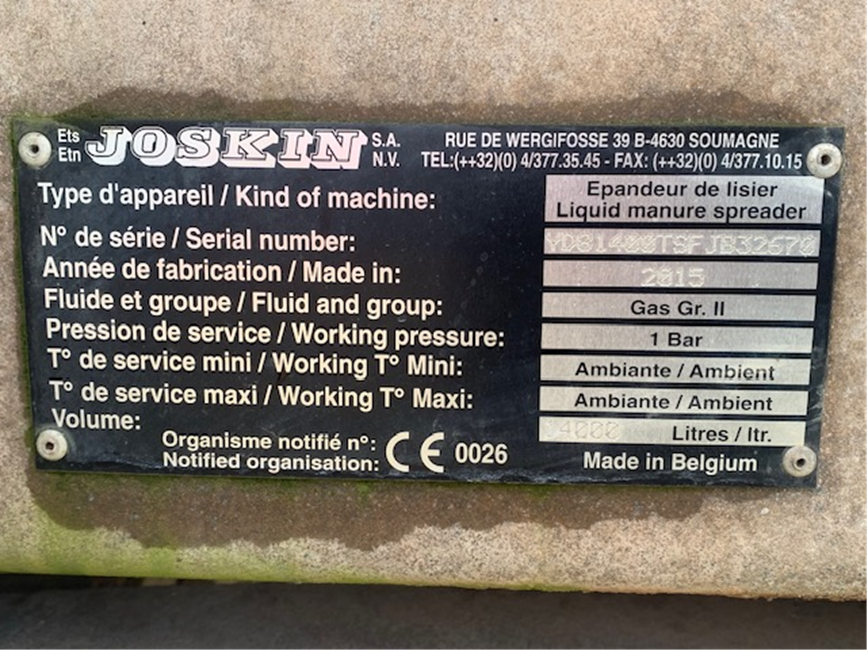 Ets JOSKIN S.A.
Etn N.V.
RUE DE WERGIFOSSE 39 B-4630 SOUMAGNE
TEL:(++32)(0) 4/377.35.45 - FAX: (++32)(0) 4/377.10.15
Type d'appareil / Kind of machine: Epandeur de lisier
Liquid manure spreader
N° de série / Serial number:
Année de fabrication / Made in: 2015
Fluide et groupe / Fluid and group: Gas Gr. II
Pression de service / Working pressure: 1 Bar
T° de service mini / Working T° Mini: Ambiante / Ambient
T° de service maxi / Working T° Maxi: Ambiante / Ambient
Volume: Litres / ltr.
Organisme notifié n°:
Notified organisation: CE 0026
Made in Belgium